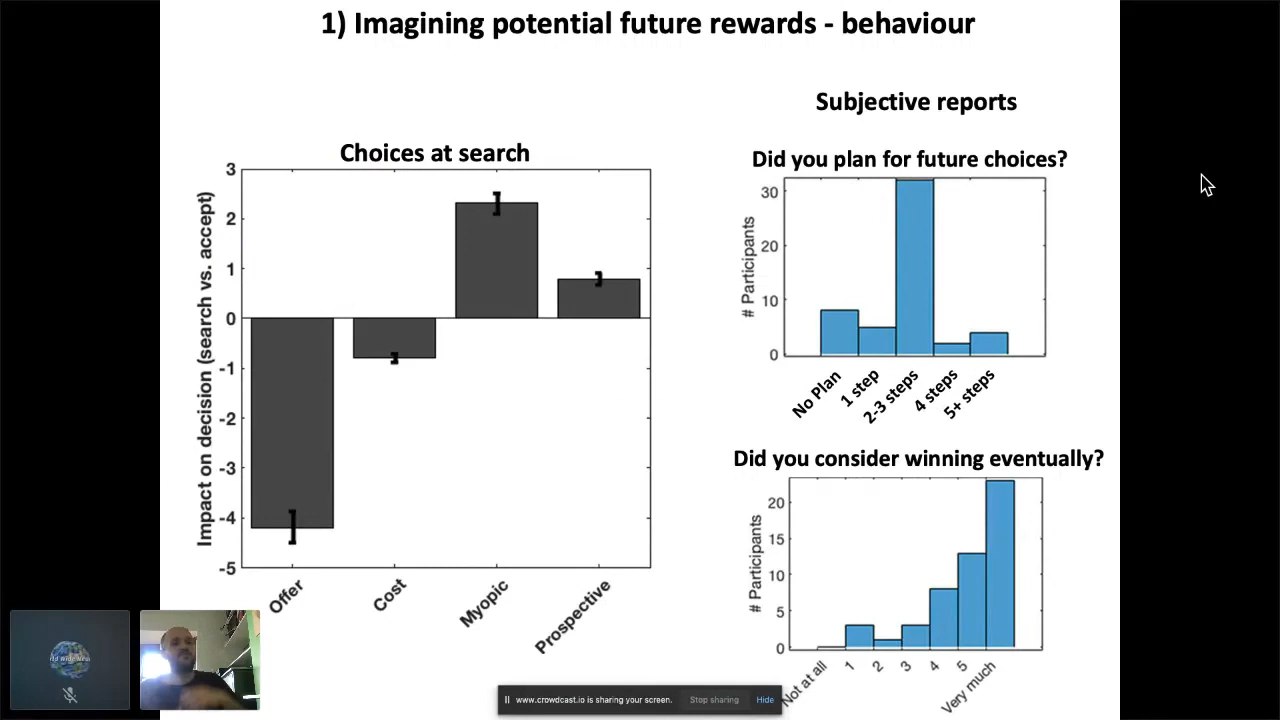 1) Imagining potential future rewards - behaviour
Subjective reports
Choices at search
3
2
1
0
-1
-2
-3
-4
-5
Impact on decision (search vs. accept)
Offer
Cost
Myopic
Prospective
Did you plan for future choices?
30
20
10
0
# Participants
No Plan
1 step
2-3 steps
4 steps
5+ steps
Did you consider winning eventually?
20
15
10
5
0
# Participants
Not at all
1
2
3
4
5
Very much
www.crowdcast.io is sharing your screen.
Stop sharing
Hide